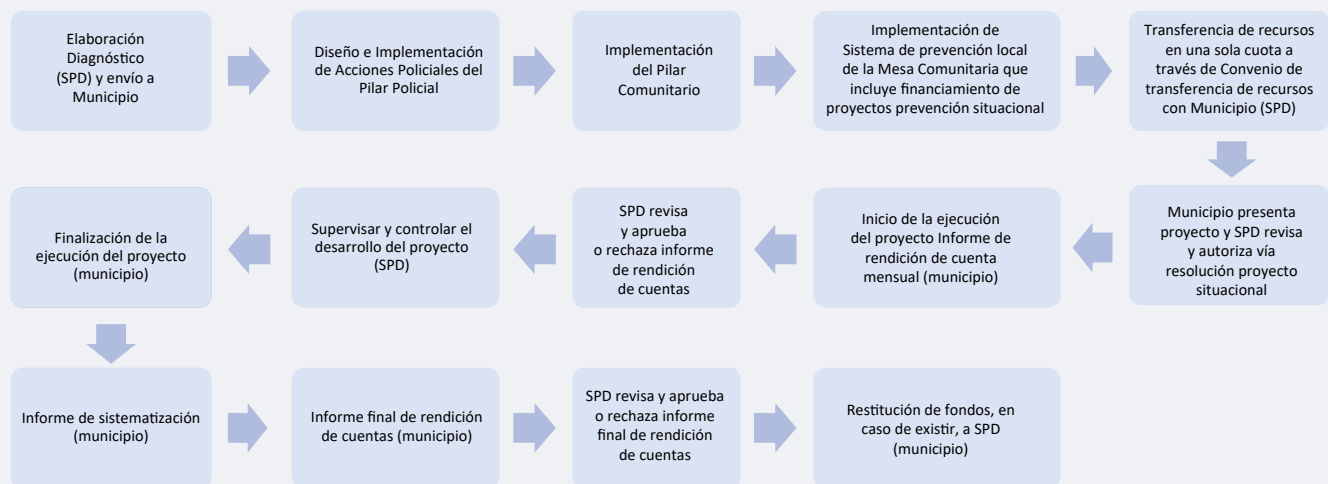 Elaboración
Diagnóstico
(SPD) y envío a
Municipio
Diseño e Implementación
de Acciones Policiales del
Pilar Policial
Implementación
del Pilar
Comunitario
Implementación de
Sistema de prevención local
de la Mesa Comunitaria que
incluye financiamiento de
proyectos prevención situacional
Transferencia de recursos
en una sola cuota a
través de Convenio de
transferencia de recursos
con Municipio (SPD)
Municipio presenta
proyecto y SPD revisa
y autoriza vía
resolución proyecto
situacional
Inicio de la ejecución
del proyecto Informe de
rendición de cuenta
mensual (municipio)
SPD revisa
y aprueba
o rechaza informe
de rendición
de cuentas
Supervisar y controlar el
desarrollo del proyecto
(SPD)
Finalización de la
ejecución del proyecto
(municipio)
Informe de sistematización
(municipio)
Informe final de rendición
de cuentas (municipio)
SPD revisa y aprueba
o rechaza informe
final de rendición
de cuentas
Restitución de fondos, en
caso de existir, a SPD
(municipio)